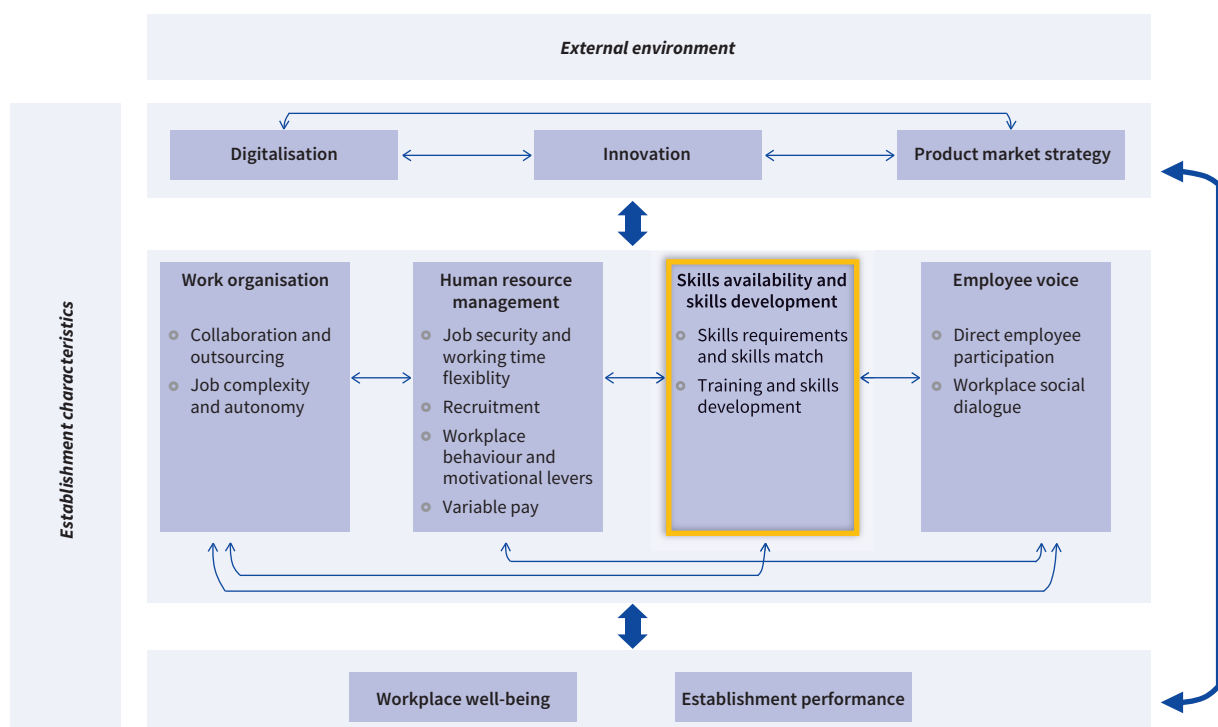 External environment
Establishment characteristics
Digitalisation
Innovation
Product market strategy
Work organisation
Collaboration and
outsourcing
Job complexity
and autonomy
Human resource
management
Job security and
working time
flexiblity
Recruitment
Workplace
behaviour and
motivational levers
Variable pay
Skills availability and
skills development
Skills requirements
and skills match
Training and skills
development
Employee voice
Direct employee
participation
Workplace social
dialogue
Workplace well-being
Establishment performance